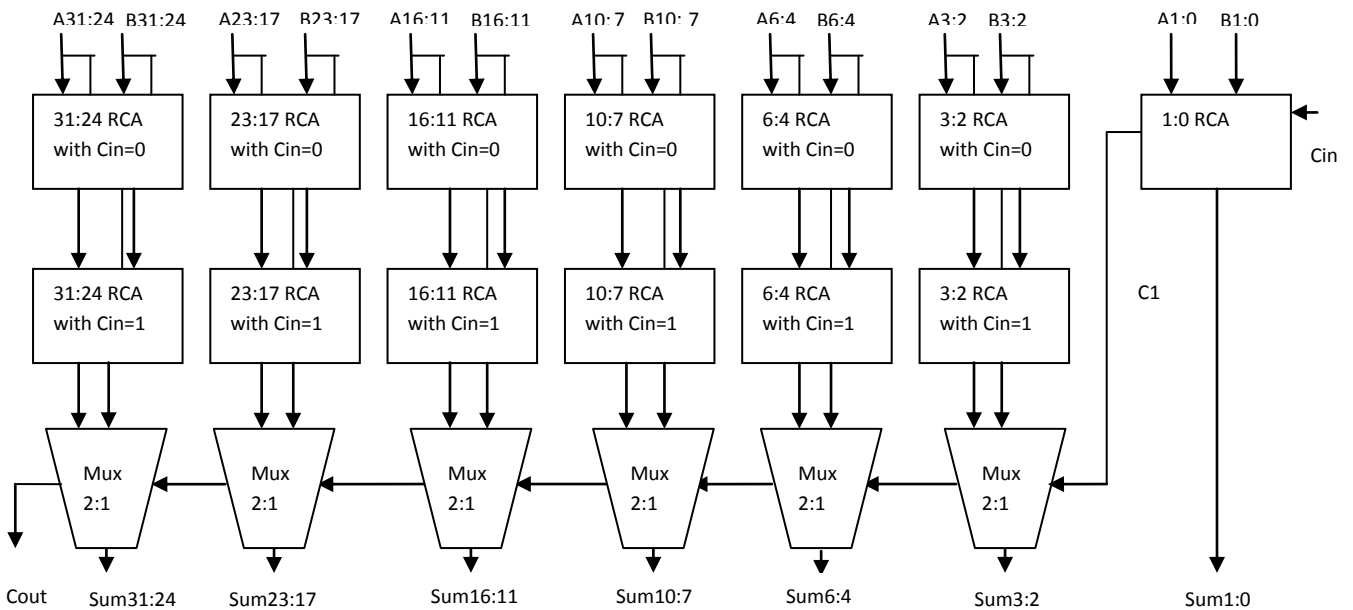 A31:24 B31:24 A23:17 B23:17 A16:11 B16:11 A10: 7 B10: 7 A6:4 B6:4 A3:2 B3:2 A1:0 B1:0
31:24 RCA
with Cin=0
23:17 RCA
with Cin=0
16:11 RCA
with Cin=0
10:7 RCA
with Cin=0
6:4 RCA
with Cin=0
3:2 RCA
with Cin=0
1:0 RCA
Cin
31:24 RCA
with Cin=1
23:17 RCA
with Cin=1
16:11 RCA
with Cin=1
10:7 RCA
with Cin=1
6:4 RCA
with Cin=1
3:2 RCA
with Cin=1
C1
Mux
2:1
Mux
2:1
Mux
2:1
Mux
2:1
Mux
2:1
Mux
2:1
Cout Sum31:24 Sum23:17 Sum16:11 Sum10:7 Sum6:4 Sum3:2 Sum1:0